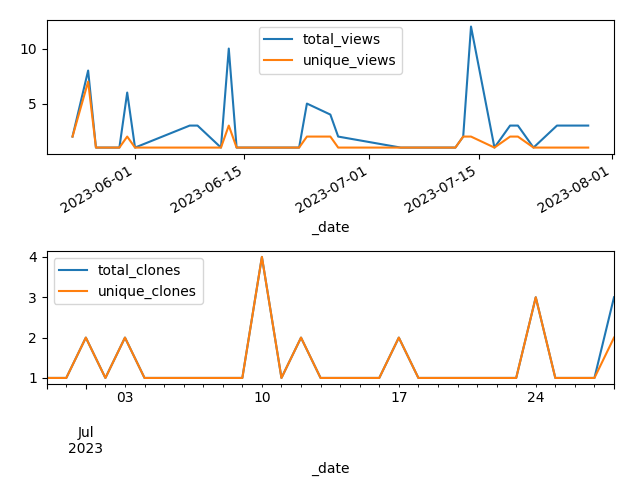 10
5
total_views
unique_views
2023-06-01
2023-06-15
2023-07-01
2023-07-15
2023-08-01
_date
4
3
2
1
total_clones
unique_clones
03
10
17
24
Jul
2023
_date